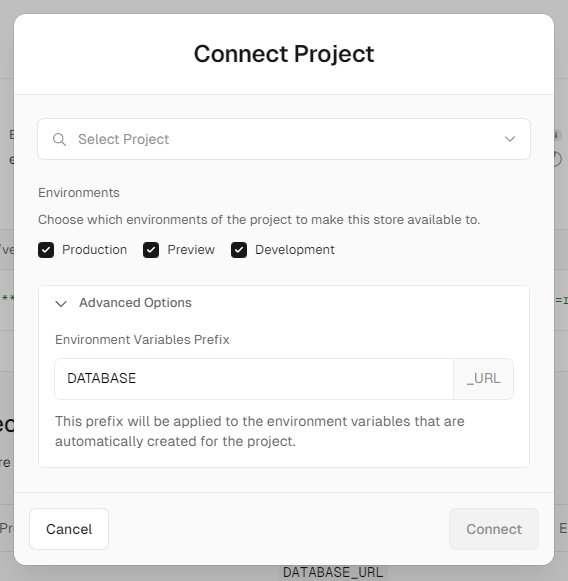 Connect Project
Select Project
Environments
Choose which environments of the project to make this store available to.
Production Preview Development
Advanced Options
Environment Variables Prefix
DATABASE _URL
This prefix will be applied to the environment variables that are
automatically created for the project.
Cancel Connect
DATABASE_URL